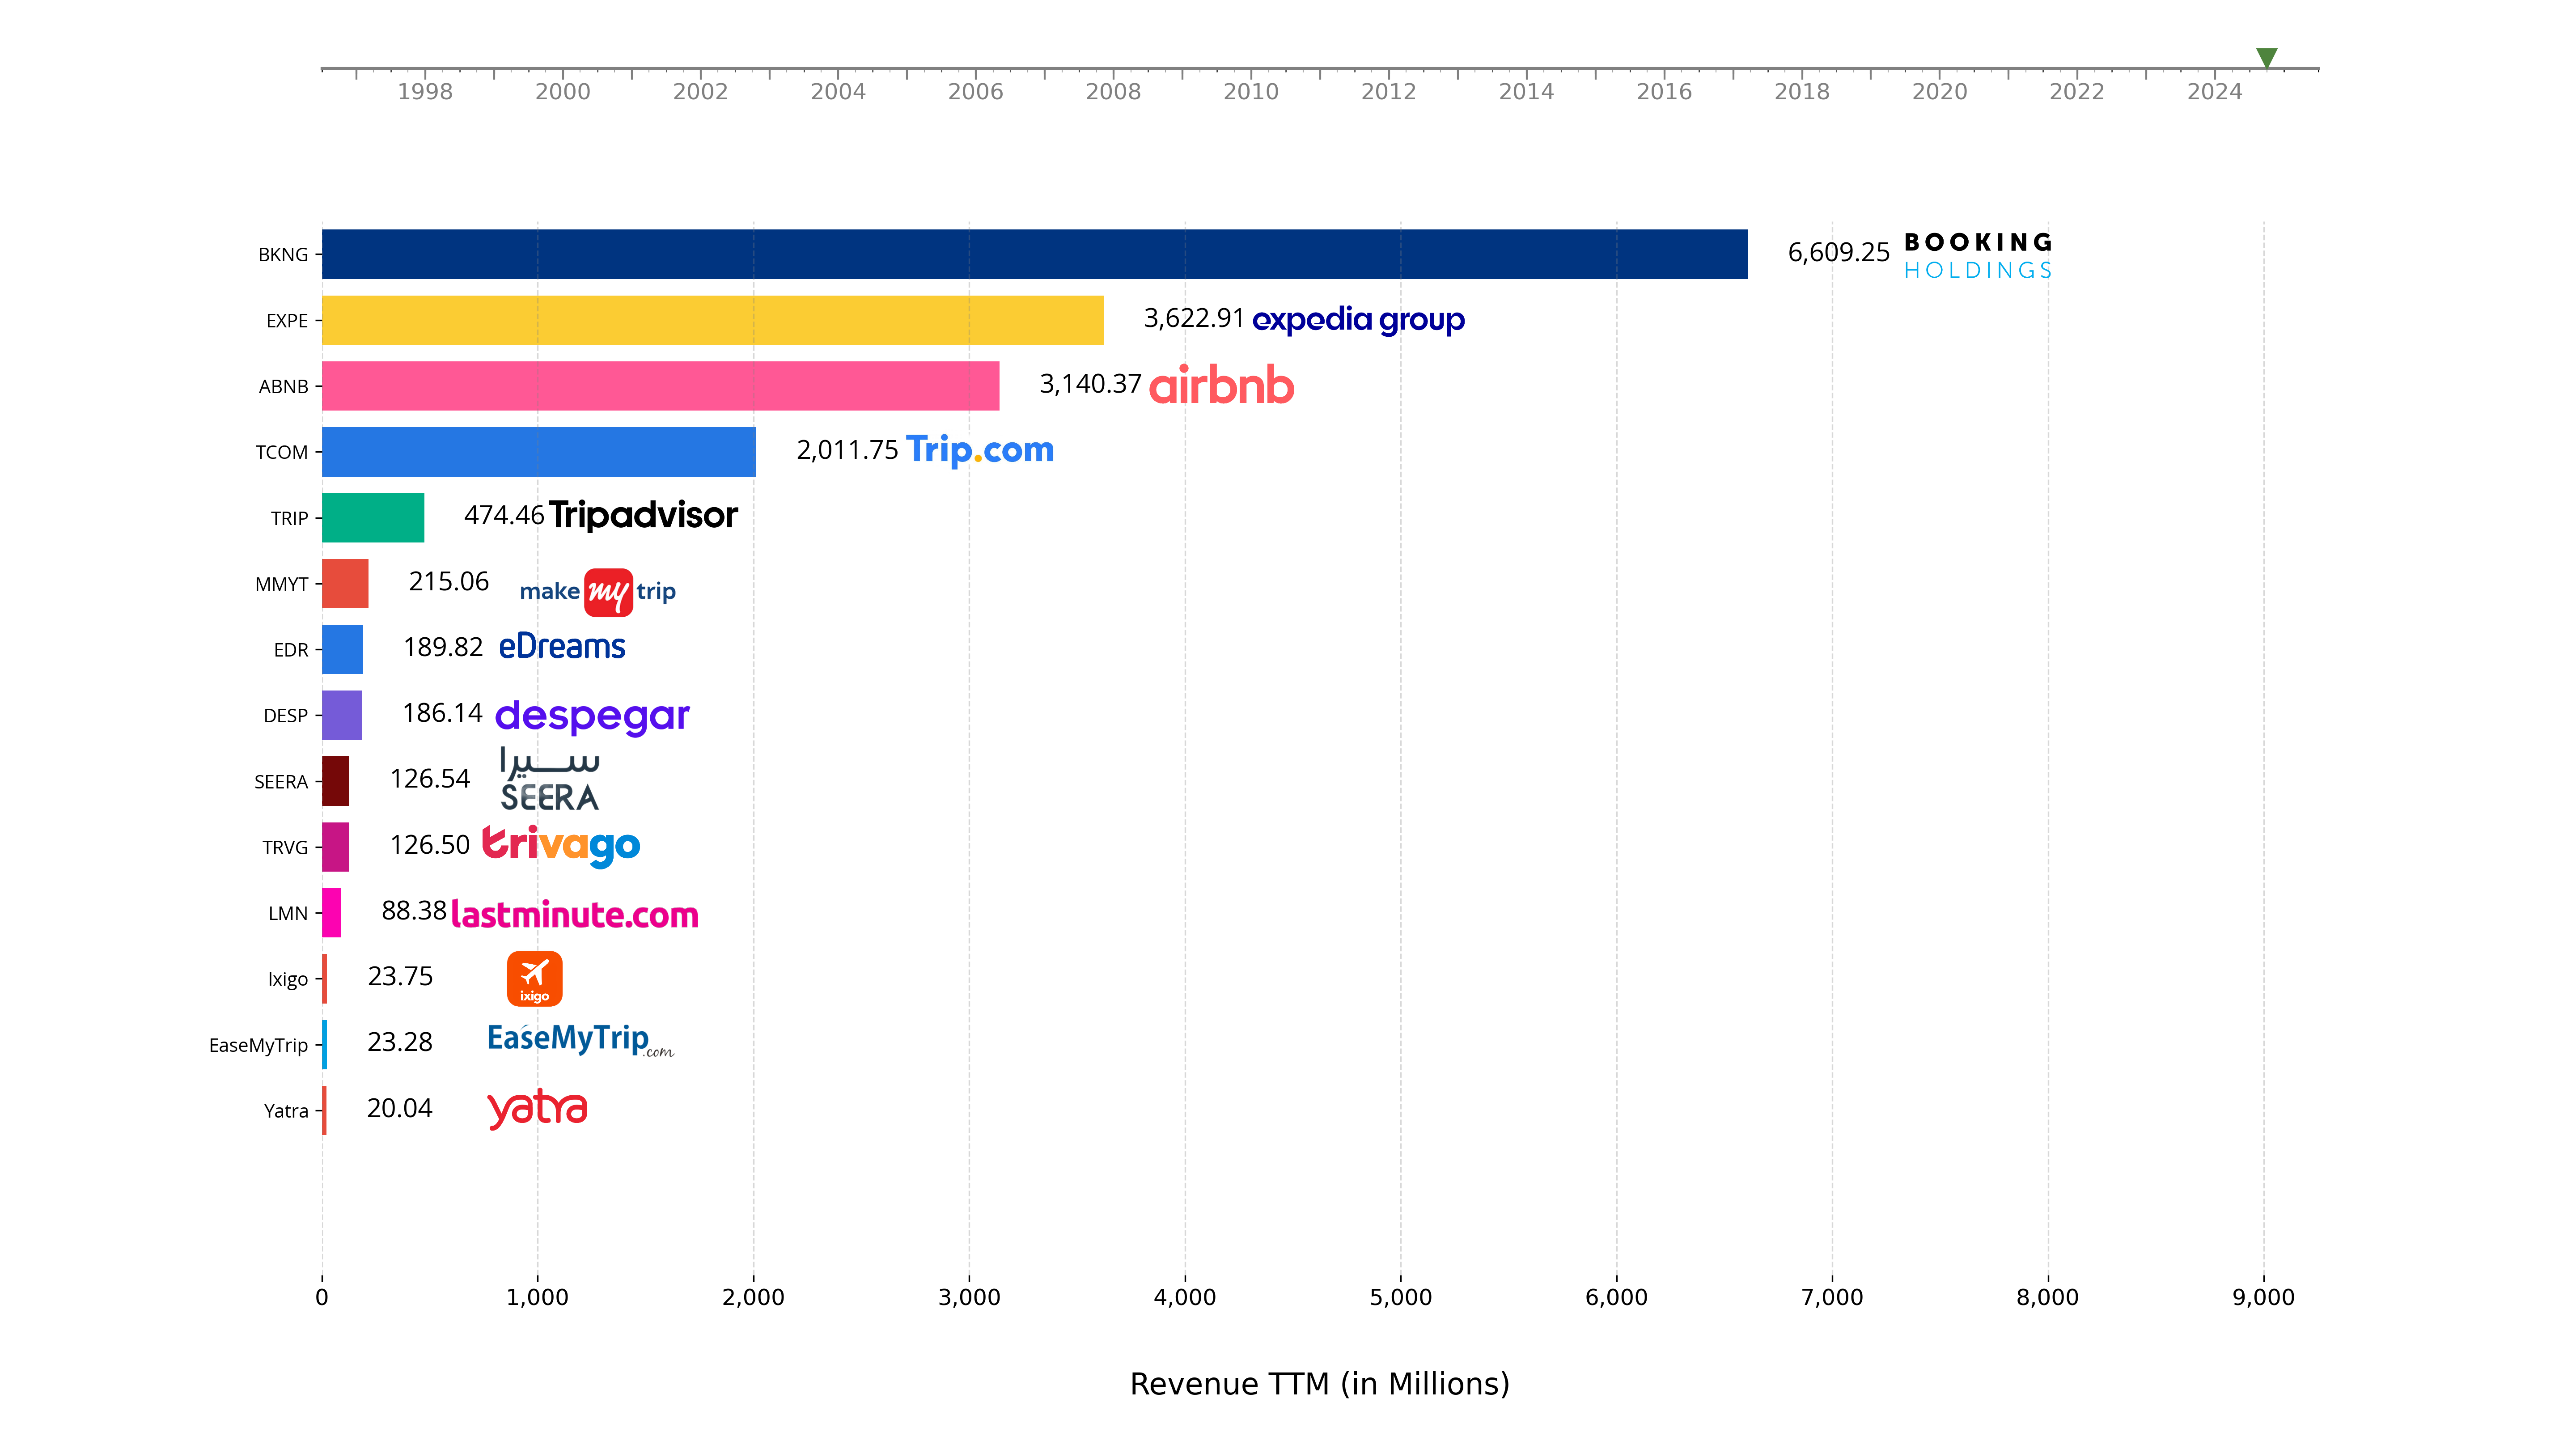 1998 2000 2002 2004 2006 2008 2010 2012 2014 2016 2018 2020 2022 2024
BKNG 6,609.25 BOOKING
HOLDINGS
EXPE 3,622.91 expedia group
ABNB 3,140.37 airbnb
TCOM 2,011.75 Trip.com
TRIP 474.46 Tripadvisor
MMYT 215.06 make my trip
EDR 189.82 eDreams
DESP 186.14 despegar
سيرا
SEERA 126.54 SEERA
TRVG 126.50 trivago
LMN 88.38 lastminute.com
Ixigo 23.75 ixigo
EaseMyTrip 23.28 EaseMyTrip.com
Yatra 20.04 yatra
0 1,000 2,000 3,000 4,000 5,000 6,000 7,000 8,000 9,000
Revenue TTM (in Millions)